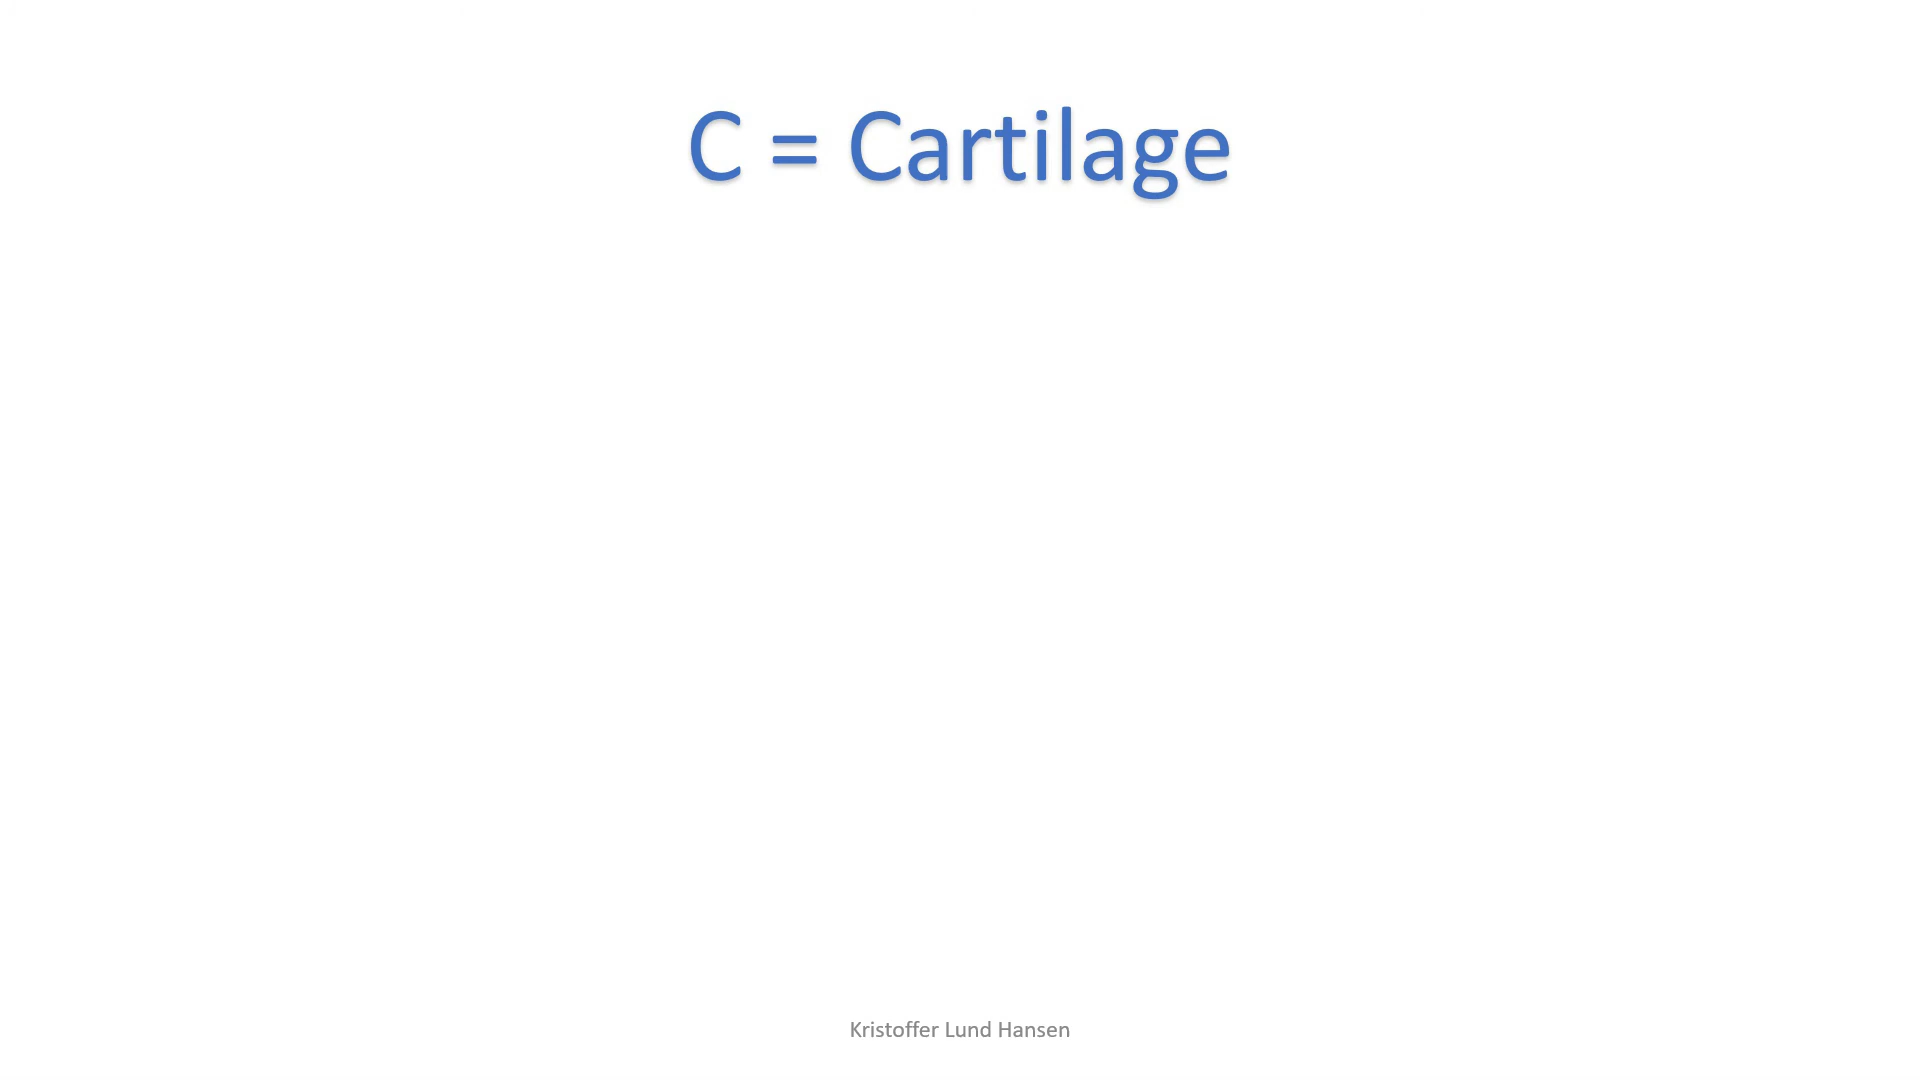 C = Cartilage
Kristoffer Lund Hansen